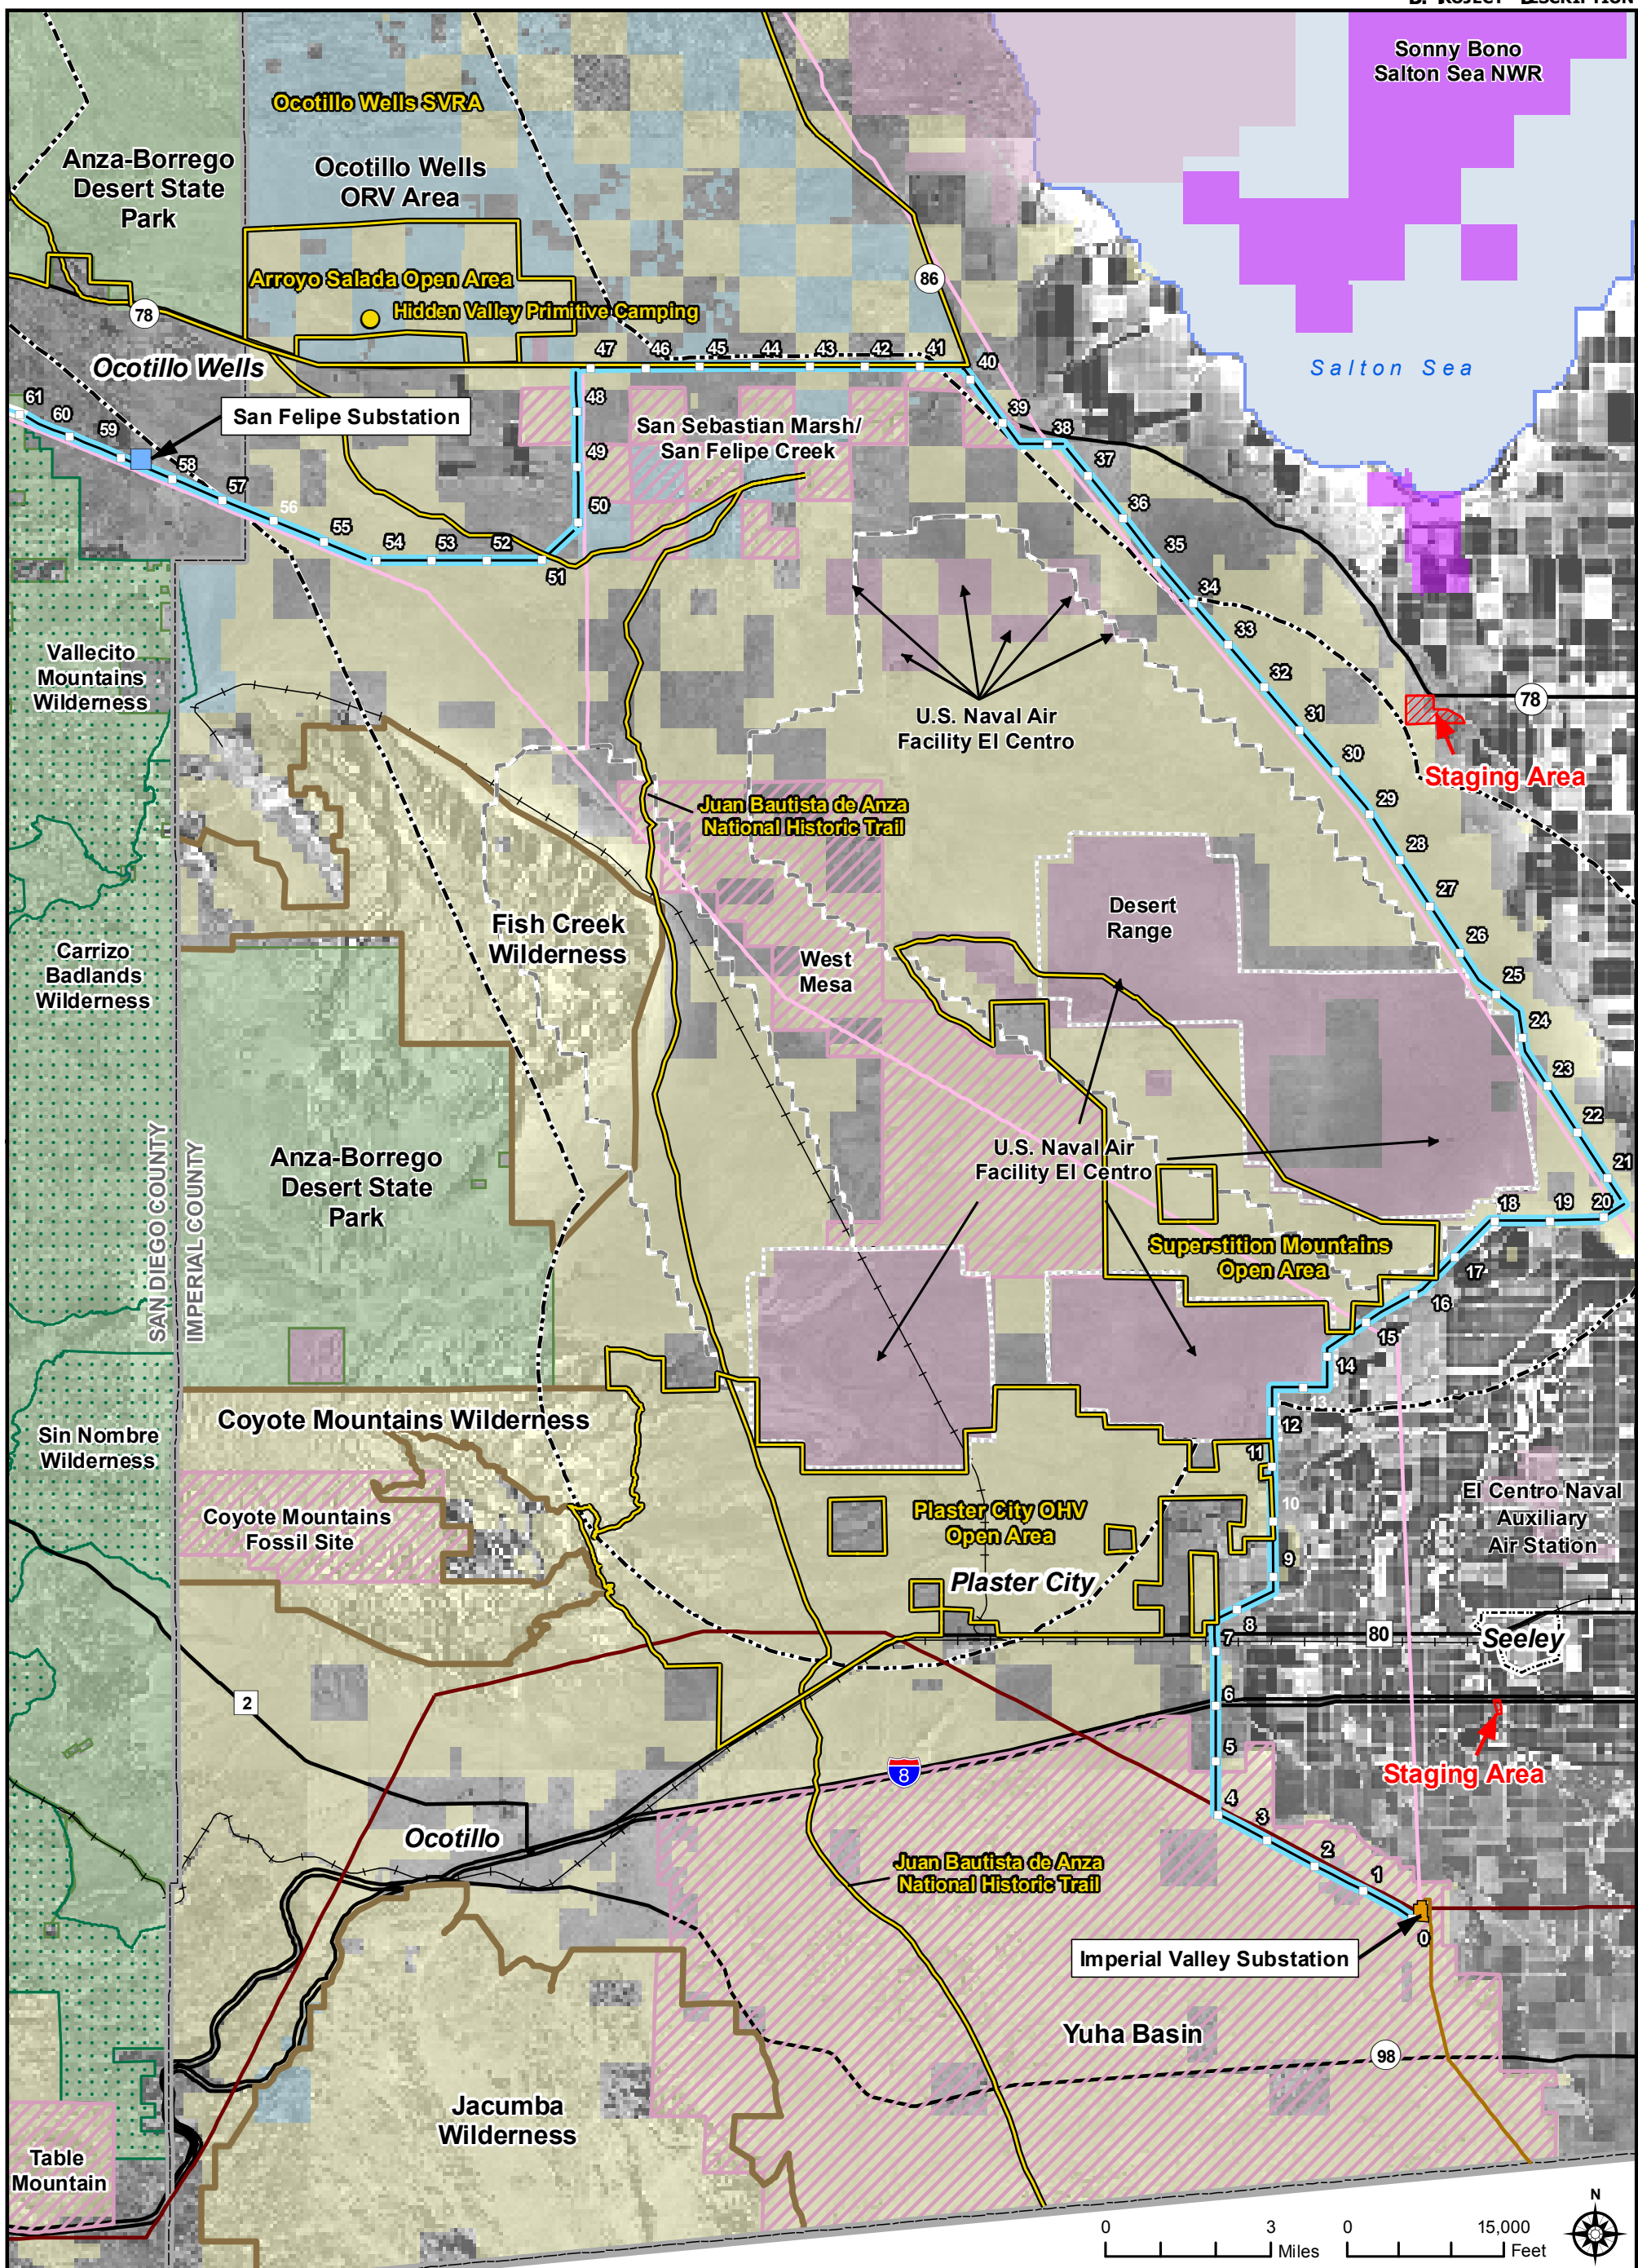 Sonny Bono
Salton Sea NWR
Ocotillo Wells SVRA
Anza-Borrego
Desert State
Park
Ocotillo Wells
ORV Area
Arroyo Salada Open Area
Hidden Valley Primitive Camping
86
78
Salton Sea
Ocotillo Wells
47
46
45
44
43
42
41
40
61
60
59
58
57
56
55
54
53
52
51
50
49
48
San Felipe Substation
San Sebastian Marsh/
San Felipe Creek
39
38
37
36
35
34
33
32
31
30
29
28
27
26
25
24
23
22
21
Vallecito
Mountains
Wilderness
U.S. Naval Air
Facility El Centro
78
Staging Area
Juan Bautista de Anza
National Historic Trail
Fish Creek
Wilderness
West
Mesa
Desert
Range
Carrizo
Badlands
Wilderness
SAN DIEGO COUNTY
IMPERIAL COUNTY
Anza-Borrego
Desert State
Park
U.S. Naval Air
Facility El Centro
20
19
18
17
16
15
14
13
12
11
10
9
8
7
6
5
4
3
2
1
0
Superstition Mountains
Open Area
Coyote Mountains Wilderness
Sin Nombre
Wilderness
Coyote Mountains
Fossil Site
Plaster City OHV
Open Area
Plaster City
El Centro Naval
Auxiliary
Air Station
80
Seeley
2
8
Staging Area
Ocotillo
Juan Bautista de Anza
National Historic Trail
Imperial Valley Substation
Yuha Basin
98
Jacumba
Wilderness
Table
Mountain
N
0 3
Miles
0 15,000
Feet